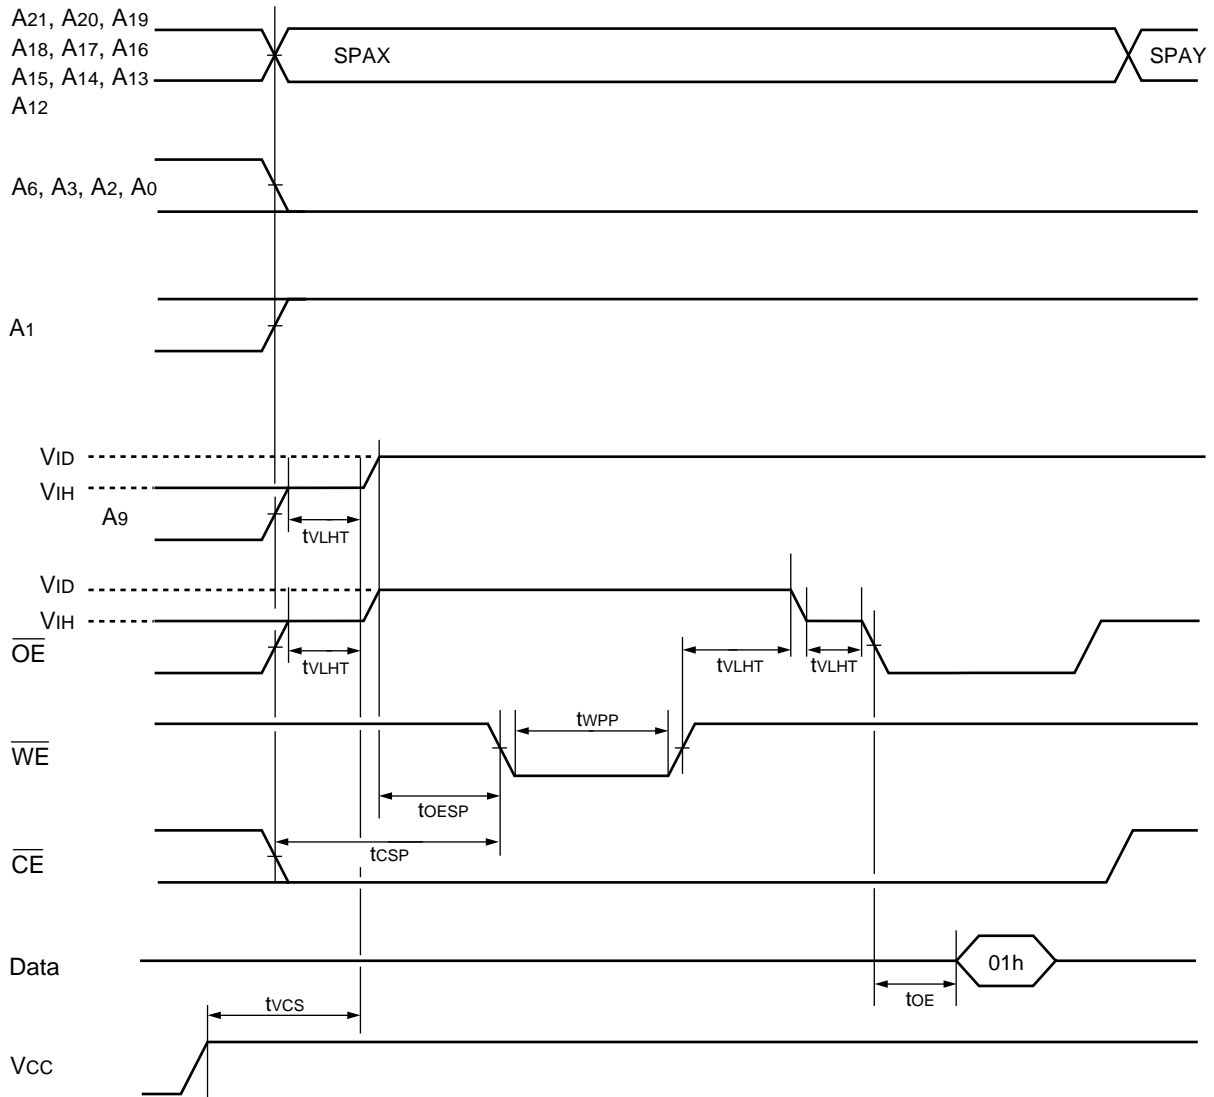 A21, A20, A19
A18, A17, A16
A15, A14, A13
A12
SPAX
SPAY
A6, A3, A2, A0
A1
VID
VIH
A9
tVLHT
VID
VIH
OE
tVLHT
tVLHT
tVLHT
WE
tWPP
tOESP
tCSP
CE
Data
01h
tOE
tVCS
VCC